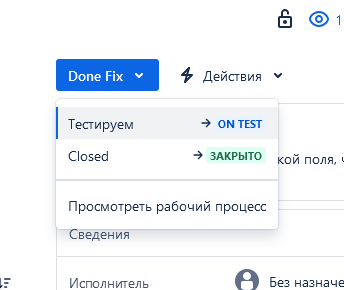 1
Done Fix
Действия
Тестируем → ON TEST
Closed → ЗАКРЫТО
кой поля, ч
Просмотреть рабочий процесс
Сведения
Исполнитель
Без назначе